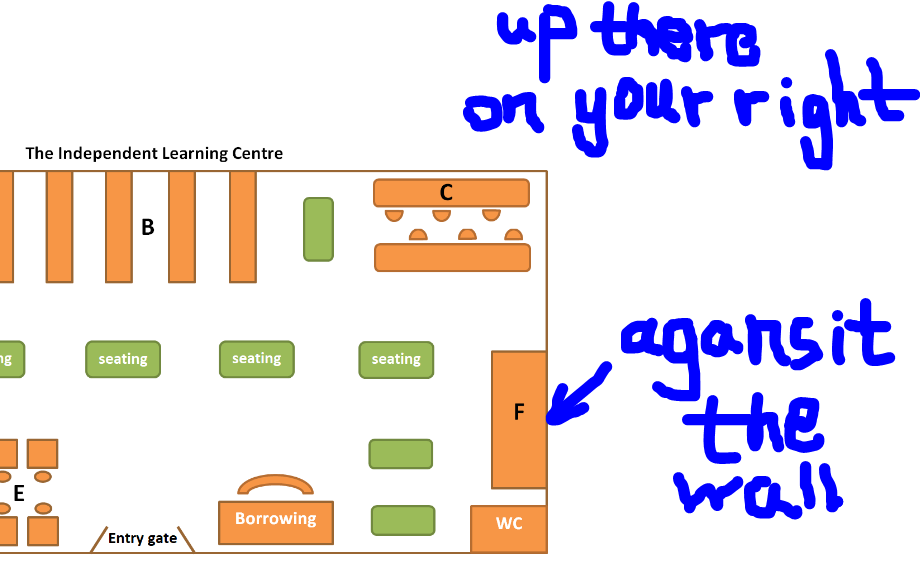 up there
on your right
The Independent Learning Centre
C
B
ng
seating
seating
seating
agansit
the
wall
F
E
Borrowing
WC
Entry gate